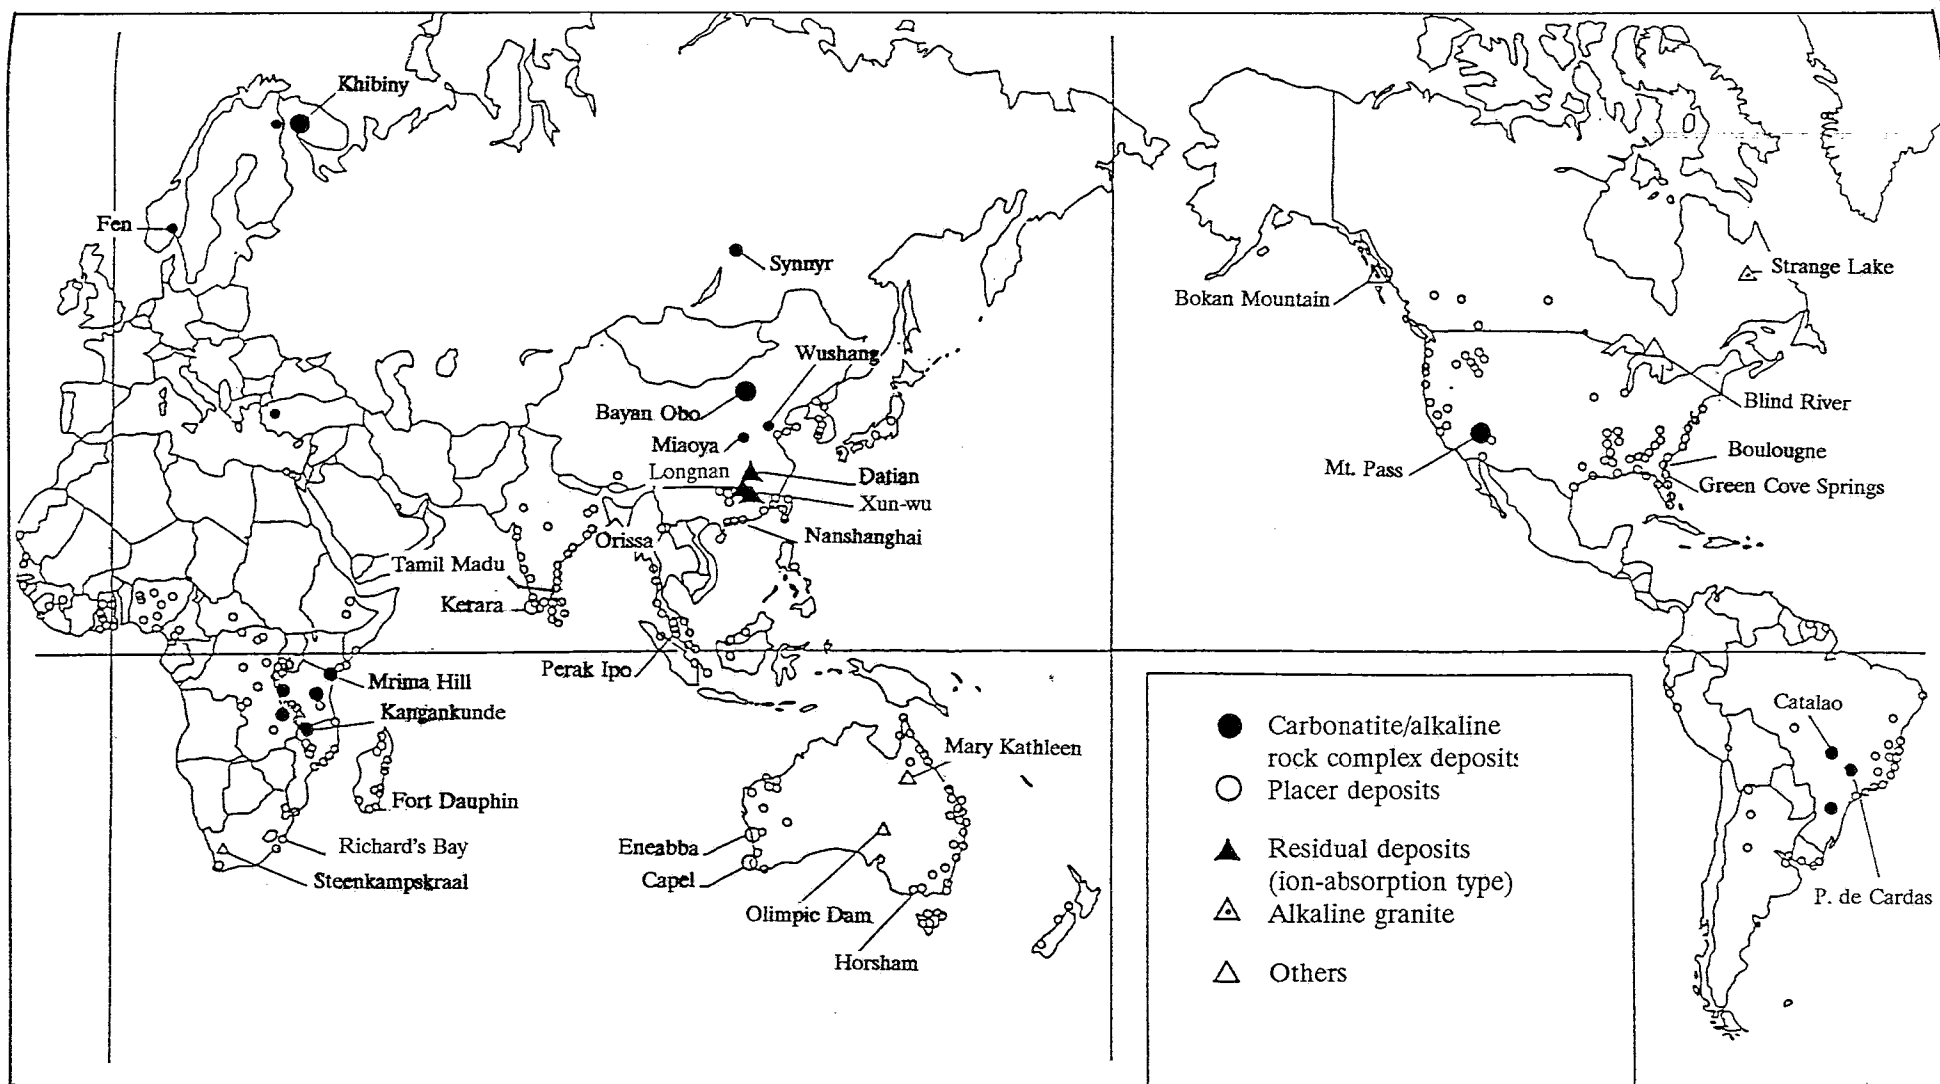 Khibiny
Fen
Synnyr
Strange Lake
Bokan Mountain
Wushang
Blind River
Bayan Obo
Miaoya
Boulougne
Longnan
Datian
Mt. Pass
Green Cove Springs
Xun-wu
Orissa
Nanshanghai
Tamil Madu
Kerara
Perak Ipo
Mrima Hill
Kangankunde
Catalao
Mary Kathleen
Fort Dauphin
Richard's Bay
Eneabba
Steenkampskraal
Capel
P. de Cardas
Olimpic Dam
Horsham
Carbonatite/alkaline
rock complex deposits
Placer deposits
Residual deposits
(ion-absorption type)
Alkaline granite
Others